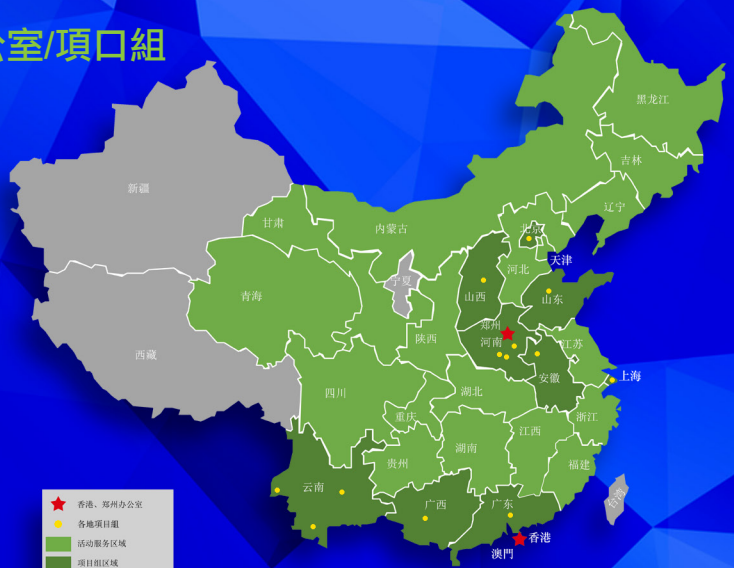 室/項口組
黑龙江
吉林
辽宁
新疆
甘肃
内蒙古
北京
天津
宁夏
河北
青海
山西
山东
郑州
河南
陕西
江苏
西藏
安徽
上海
四川
湖北
重庆
浙江
江西
湖南
贵州
福建
云南
广西
广东
台湾
香港
澳門
香港、郑州办公室
各地项目组
活动服务区域
项目组区域